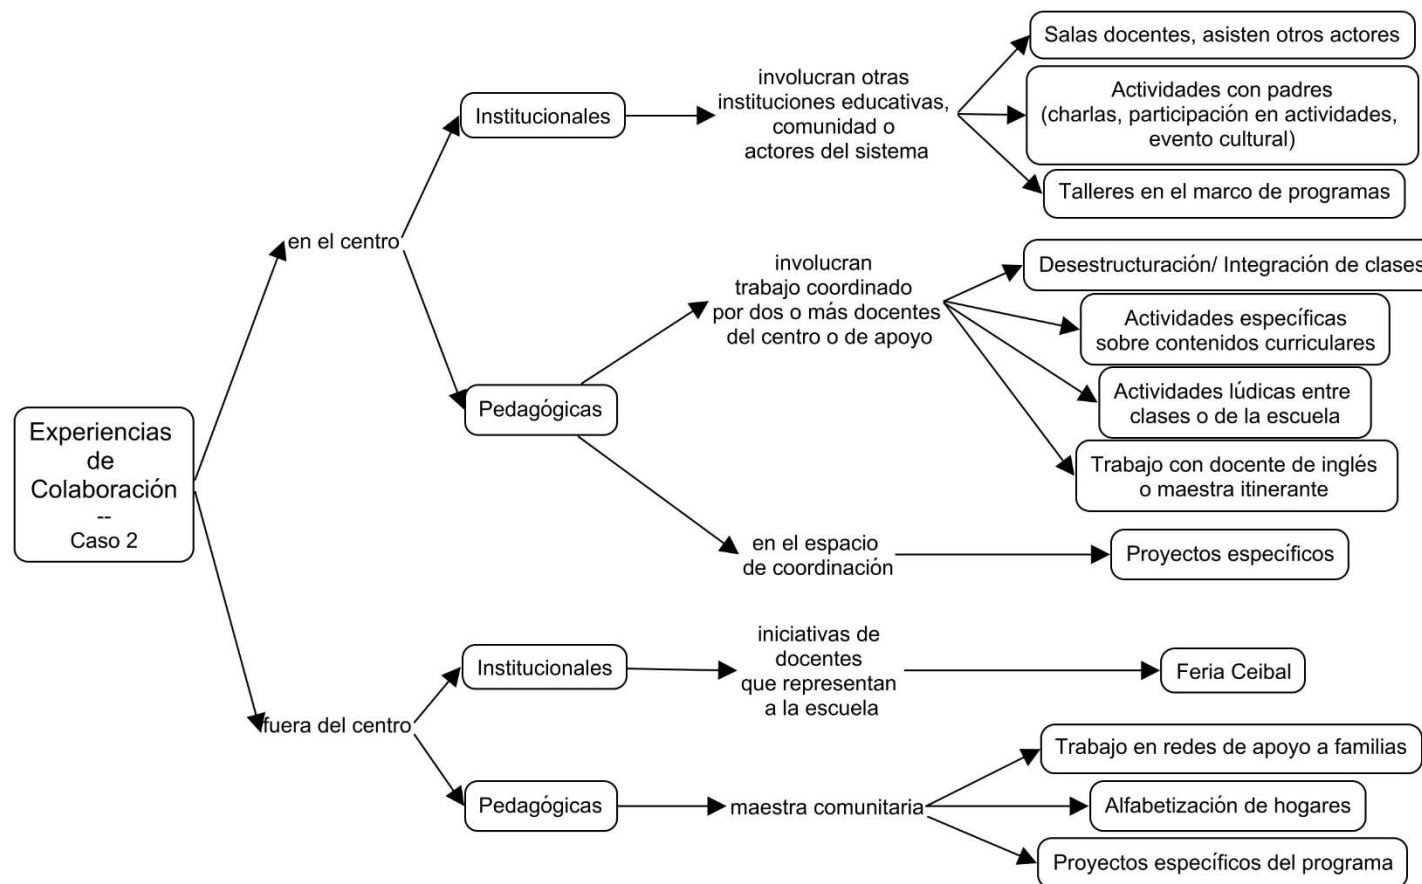 Experiencias
de
Colaboración
--
Caso 2
en el centro
Institucionales
involucran otras
instituciones educativas,
comunidad o
actores del sistema
Salas docentes, asisten otros actores
Actividades con padres
(charlas, participación en actividades,
evento cultural)
Talleres en el marco de programas
Pedagógicas
involucran
trabajo coordinado
por dos o más docentes
del centro o de apoyo
Desestructuración/ Integración de clases
Actividades específicas
sobre contenidos curriculares
Actividades lúdicas entre
clases o de la escuela
Trabajo con docente de inglés
o maestra itinerante
en el espacio
de coordinación
Proyectos específicos
fuera del centro
Institucionales
iniciativas de
docentes
que representan
a la escuela
Feria Ceibal
Pedagógicas
maestra comunitaria
Trabajo en redes de apoyo a familias
Alfabetización de hogares
Proyectos específicos del programa